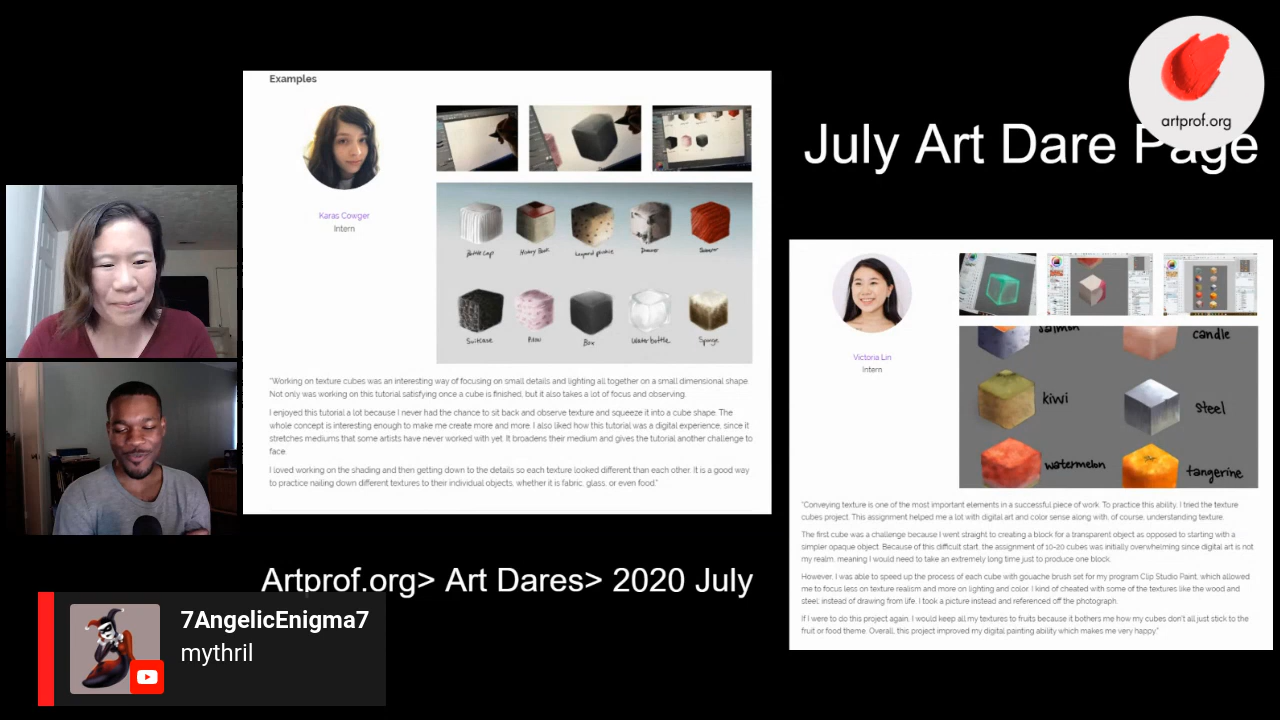 artprof.org
July Art Dare Page
Examples
Karas Cowger
Intern
Bottle Cap
History Book
Leopard
Suitcase
Pillow
Box
Water bottle
Sponge
"Working on texture cubes was an interesting way of focusing on small details and lighting all together on a small dimensional shape.
Not only was working on this tutorial satisfying once a cube is finished, but it also takes a lot of focus and observing.
I enjoyed this tutorial a lot because I never had the chance to sit back and observe texture and squeeze it into a cube shape. The
whole concept is interesting enough to make me create more and more. I also liked how this tutorial was a digital experience, since it
stretches mediums that some artists have never worked with yet. It broadens their medium and gives the tutorial another challenge to
face.
I loved working on the shading and then getting down to the details so each texture looked different than each other. It is a good way
to practice nailing down different textures to their individual objects, whether it is fabric, glass, or even food."
Victoria Lin
Intern
salmon
candle
kiwi
steel
watermelon
tangerine
"Conveying texture is one of the most important elements in a successful piece of work. To practice this ability, I tried the texture
cubes project. This assignment helped me a lot with digital art and color sense along with, of course, understanding texture.
The first cube was a challenge because I went straight to creating a block for a transparent object as opposed to starting with a
simpler opaque object. Because of this difficult start, the assignment of 10-20 cubes was initially overwhelming since digital art is not
my realm, meaning I would need to take an extremely long time just to produce one block.
However, I was able to speed up the process of each cube with gouache brush set for my program Clip Studio Paint, which allowed
me to focus less on texture realism and more on lighting and color. I kind of cheated with some of the textures like the wood and
steel; instead of drawing from life, I took a picture instead and referenced off the photograph.
If I were to do this project again, I would keep all my textures to fruits because it bothers me how my cubes don't all just stick to the
fruit or food theme. Overall, this project improved my digital painting ability which makes me very happy."
Artprof.org> Art Dares> 2020 July
7AngelicEnigma7
mythril